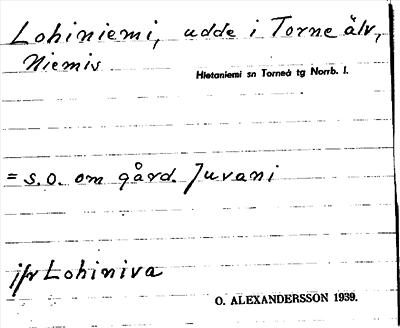 Lohiniemi, udde i Torne älv,
Niemis
Hietaniemi sn Torneå tg Norrb. l.
= s.o. om gård. Juvani
jfr Lohiniva
O. ALEXANDERSSON 1939.